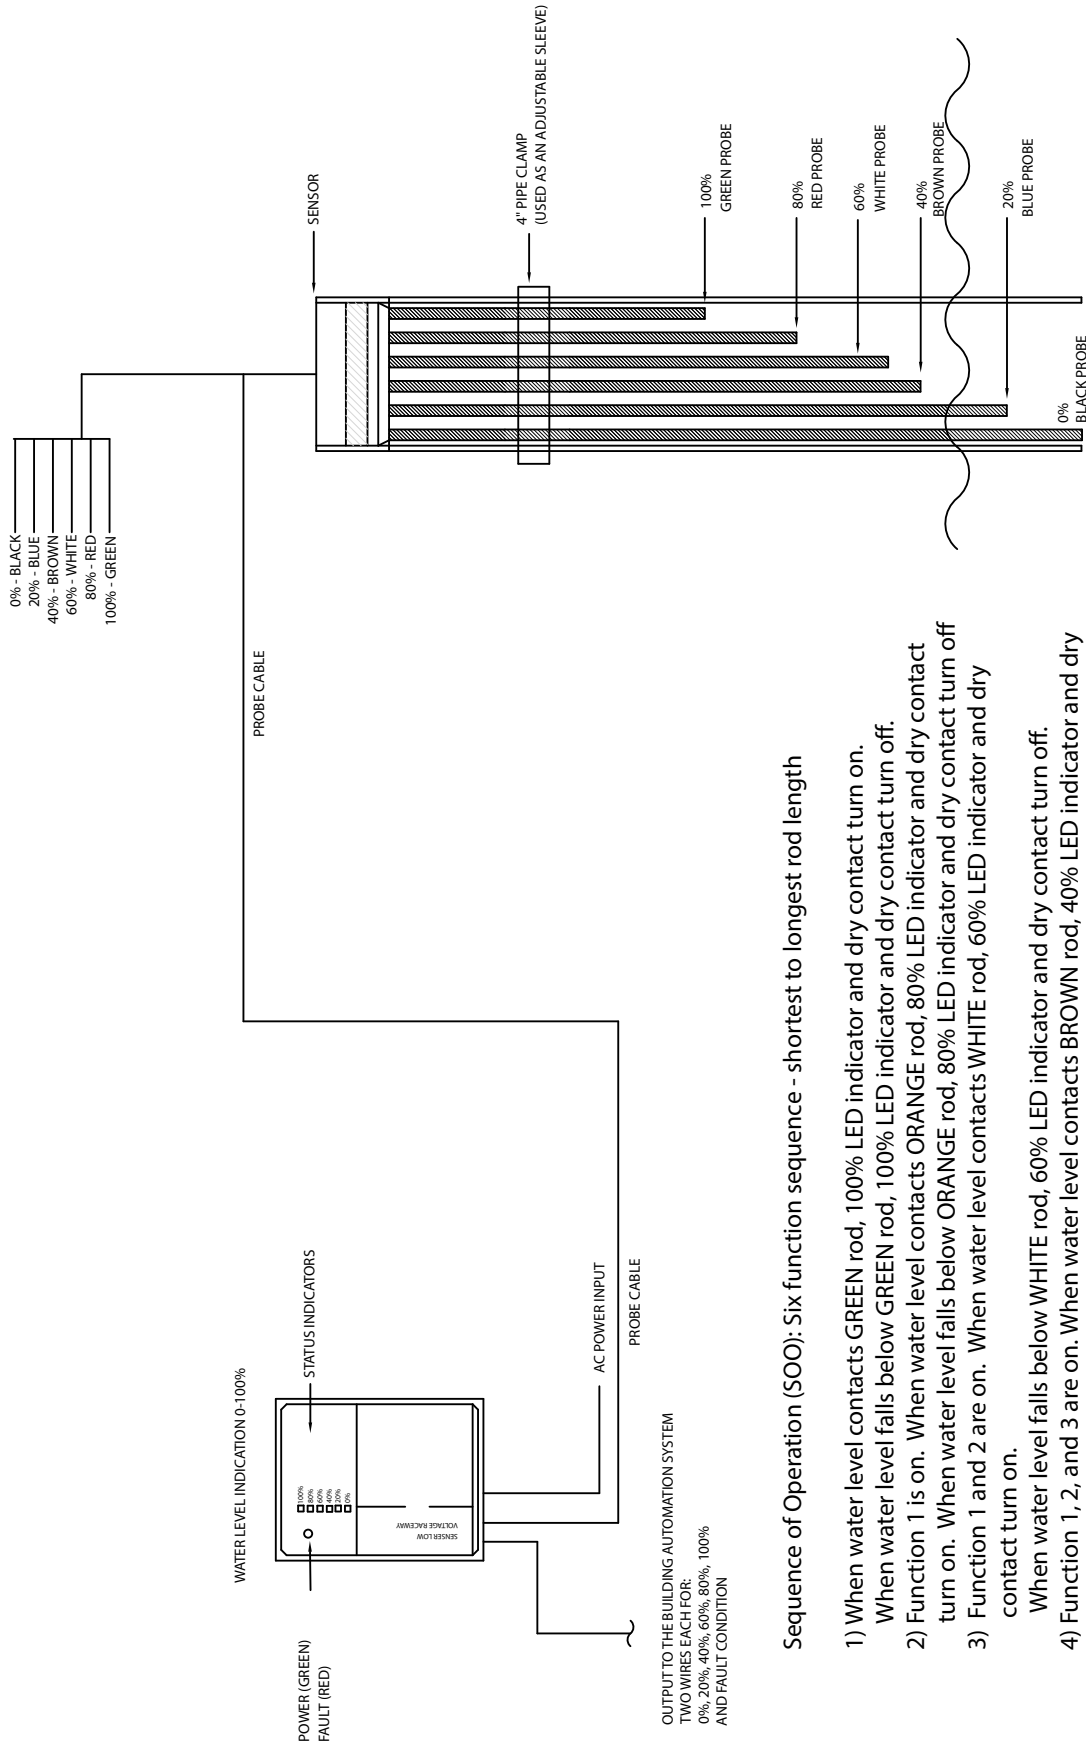 0% - BLACK
20% - BLUE
40% - BROWN
60% - WHITE
80% - RED
100% - GREEN
PROBE CABLE
SENSOR
4" PIPE CLAMP
(USED AS AN ADJUSTABLE SLEEVE)
100%
GREEN PROBE
80%
RED PROBE
60%
WHITE PROBE
40%
BROWN PROBE
20%
BLUE PROBE
0%
BLACK PROBE
WATER LEVEL INDICATION 0-100%
POWER (GREEN)
FAULT (RED)
STATUS INDICATORS
100%
80%
60%
40%
20%
0%
SENSER LOW
VOLTAGE RACEWAY
AC POWER INPUT
PROBE CABLE
OUTPUT TO THE BUILDING AUTOMATION SYSTEM
TWO WIRES EACH FOR:
0%, 20%, 40%, 60%, 80%, 100%
AND FAULT CONDITION
Sequence of Operation (SOO): Six function sequence - shortest to longest rod length
1) When water level contacts GREEN rod, 100% LED indicator and dry contact turn on.
When water level falls below GREEN rod, 100% LED indicator and dry contact turn off.
2) Function 1 is on. When water level contacts ORANGE rod, 80% LED indicator and dry contact
turn on. When water level falls below ORANGE rod, 80% LED indicator and dry contact turn off
3) Function 1 and 2 are on. When water level contacts WHITE rod, 60% LED indicator and dry
contact turn on.
When water level falls below WHITE rod, 60% LED indicator and dry contact turn off.
4) Function 1, 2, and 3 are on. When water level contacts BROWN rod, 40% LED indicator and dry